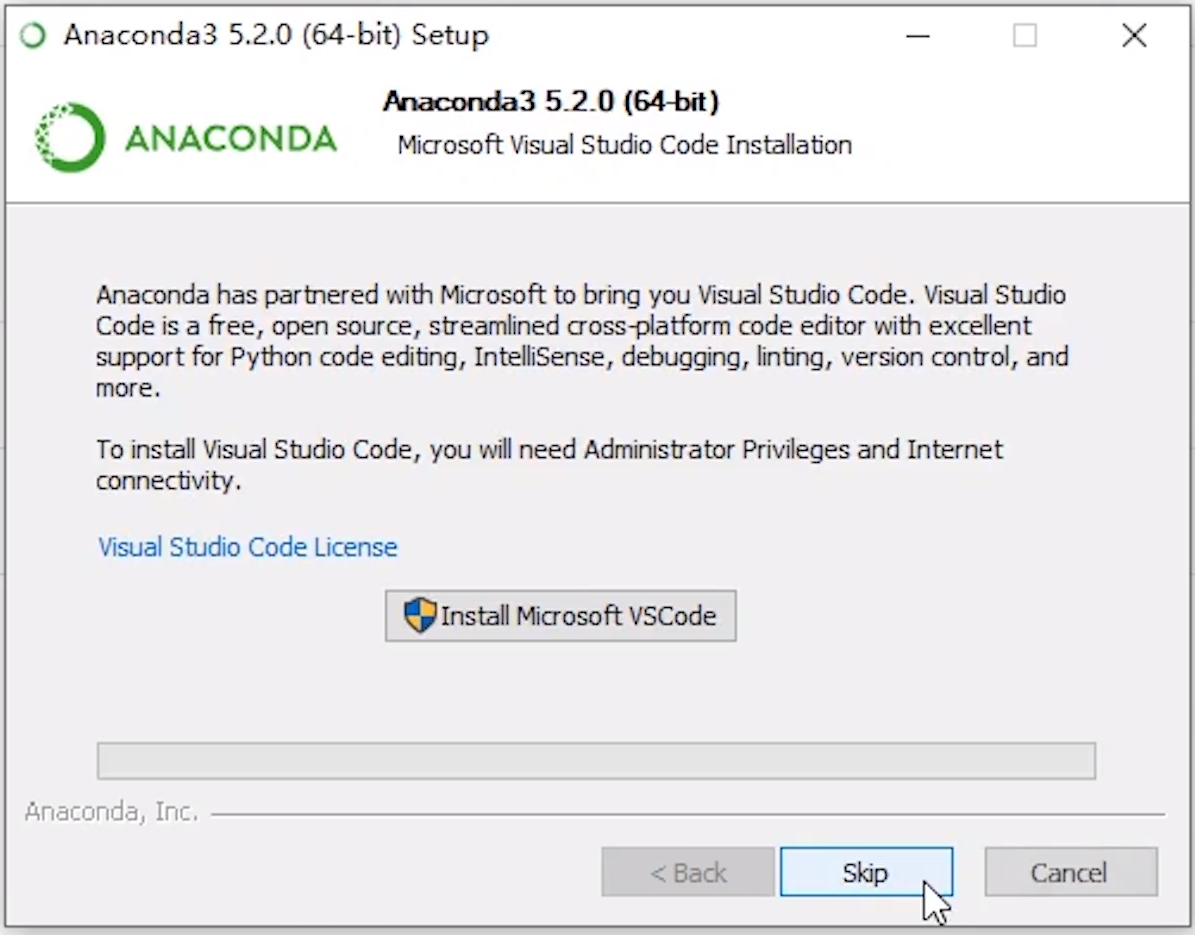 Anaconda3 5.2.0 (64-bit) Setup
ANACONDA
Anaconda3 5.2.0 (64-bit)
Microsoft Visual Studio Code Installation
Anaconda has partnered with Microsoft to bring you Visual Studio Code. Visual Studio
Code is a free, open source, streamlined cross-platform code editor with excellent
support for Python code editing, IntelliSense, debugging, linting, version control, and
more.
To install Visual Studio Code, you will need Administrator Privileges and Internet
connectivity.
Visual Studio Code License
Install Microsoft VSCode
Anaconda, Inc.
< Back
Skip
Cancel